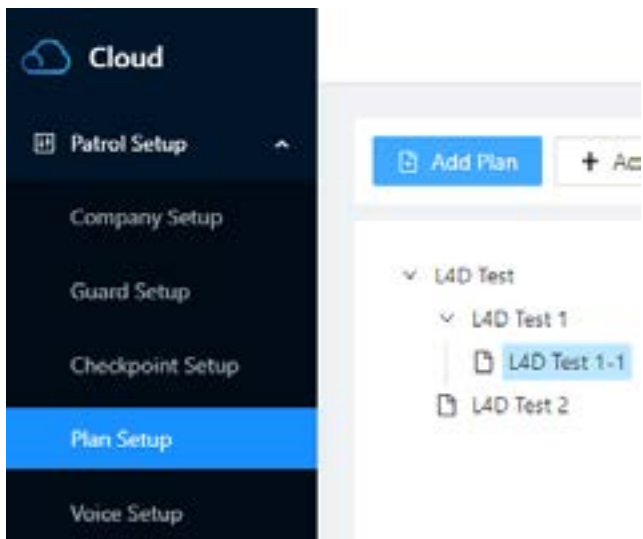 Cloud
Patrol Setup
Company Setup
Guard Setup
Checkpoint Setup
Plan Setup
Voice Setup
Add Plan
L4D Test
L4D Test 1
L4D Test 1-1
L4D Test 2